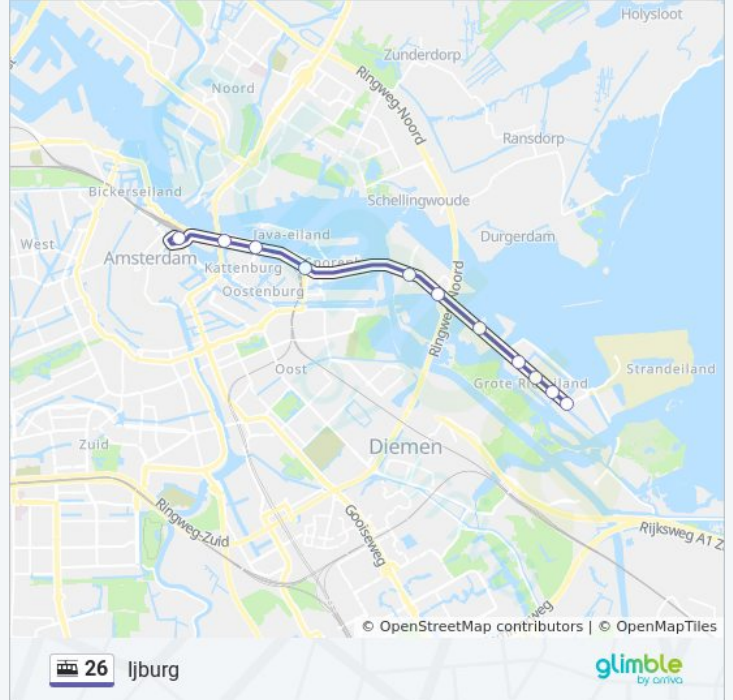 Holysloot
Zunderdorp
Ringweg-Noord
Noord
Ransdorp
Bickerseiland
Schellingwoude
Java-eiland
Durgerdam
West
Amsterdam
Kattenburg
Oostenburg
Ringweg-Noord
Oost
Strandeiland
Zuid
Diemen
Ringweg-Zuid
Gooiseweg
Rijksweg A1
© OpenStreetMap contributors | © OpenMapTiles
26 Ijburg
glimble
by arriva